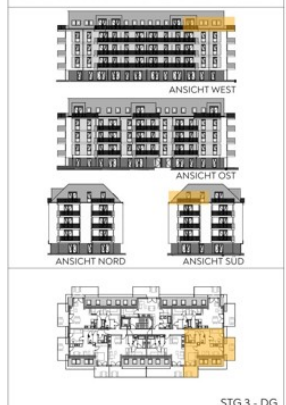 ANSICHT WEST
ANSICHT OST
ANSICHT NORD
ANSICHT SÜD
STG 3 - DG